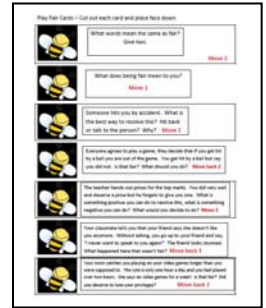 Play Fair Cards – Cut out each card and place face down.
What words mean the same as fair?
Give two.
Move 2
What does being fair mean to you?
Move 3
Someone hits you by accident. What is
the best way to resolve this? Hit back
or talk to the person? Why? Move 2
Everyone agrees to play a game, they decide that if you get hit
by a ball you are out of the game. You get hit by a ball but say
you did not. Is that fair? What should you do? Move back 2
The teacher hands out prizes for the top marks. You did very well
and deserve a prize but he forgets to give you one. What is
something positive you can do to resolve this, what is something
negative you can do? What would you decide to do? Move 3
Your classmate tells you that your friend says she doesn't like
you anymore. Without asking, you go up to your friend and say,
"I never want to speak to you again" The friend looks stunned.
What happened here that wasn't fair? Move back 3
Your mom catches you playing on your video games longer than you
were supposed to. The rule is only one hour a day and you had played
over two hours. She says no video games for a week. Is that fair? Did
you deserve to lose your privileges? Move back 2